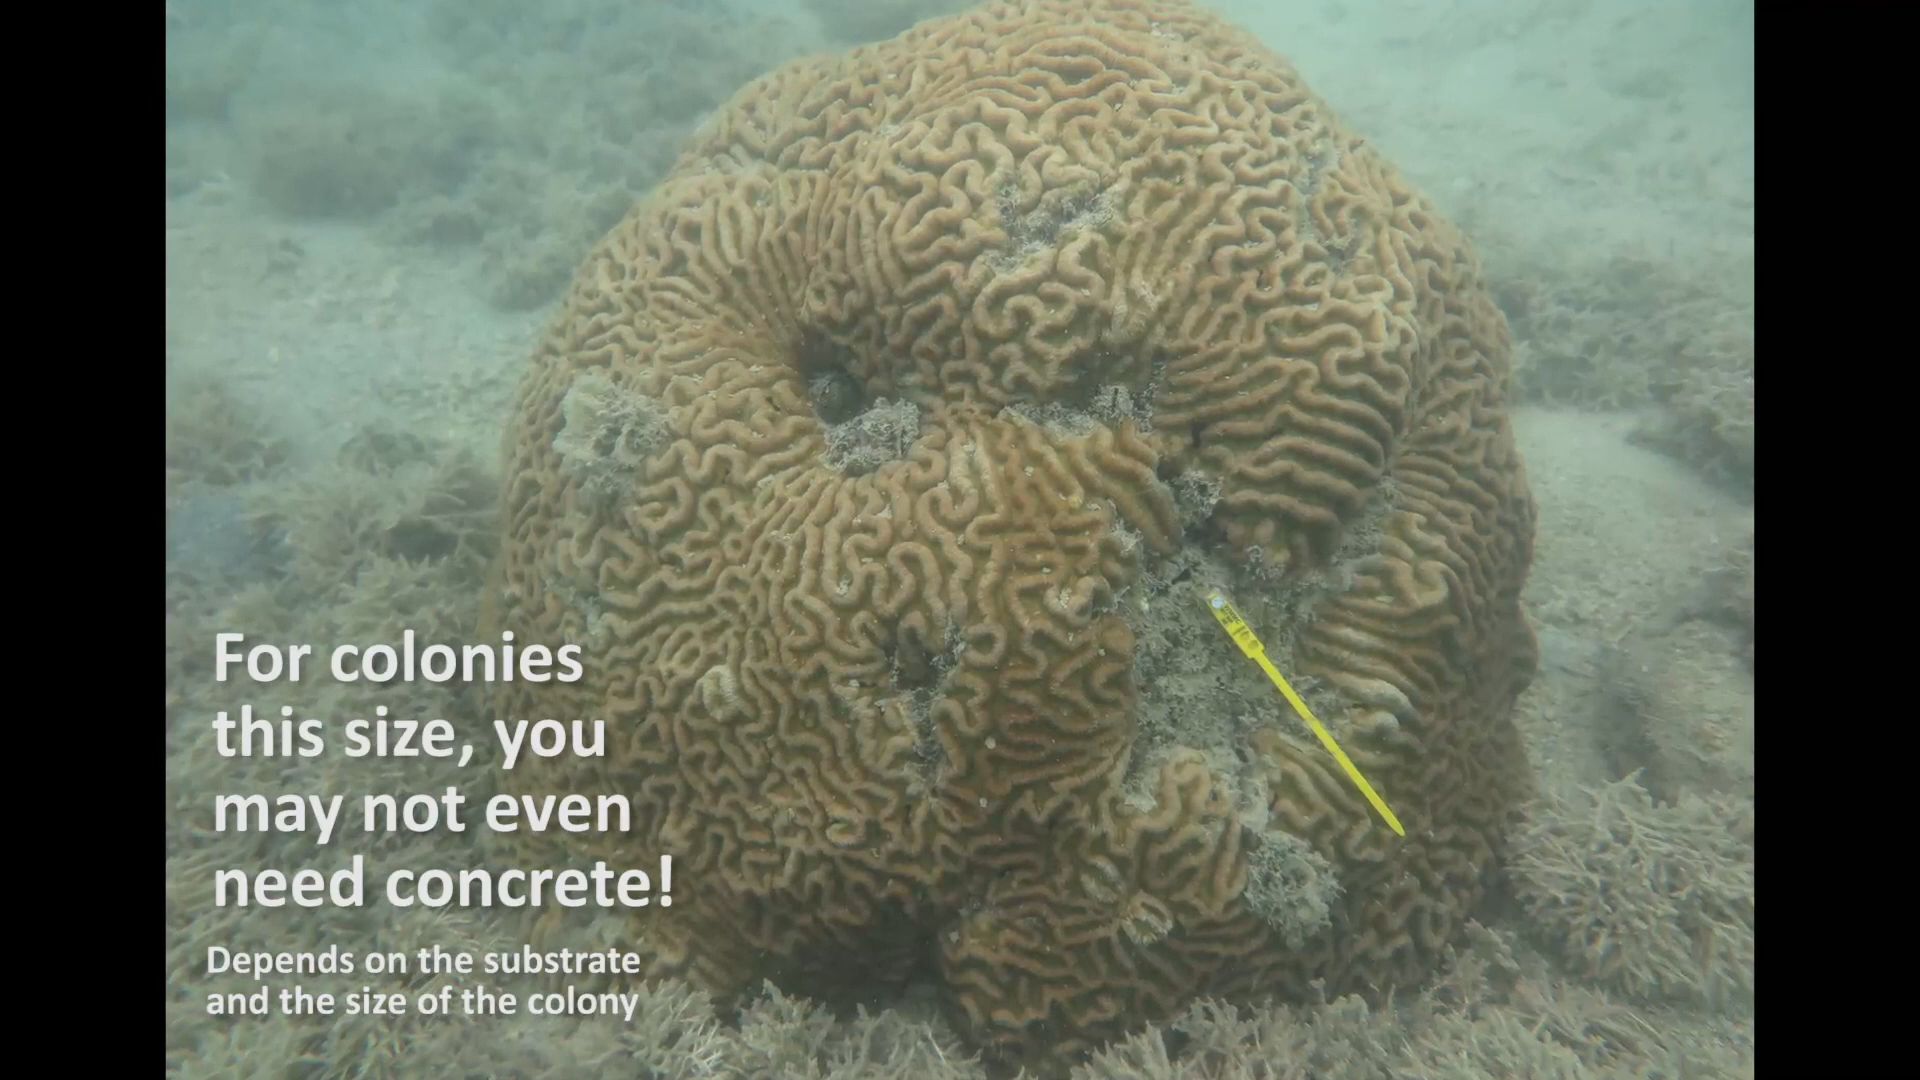 For colonies
this size, you
may not even
need concrete!
Depends on the substrate
and the size of the colony